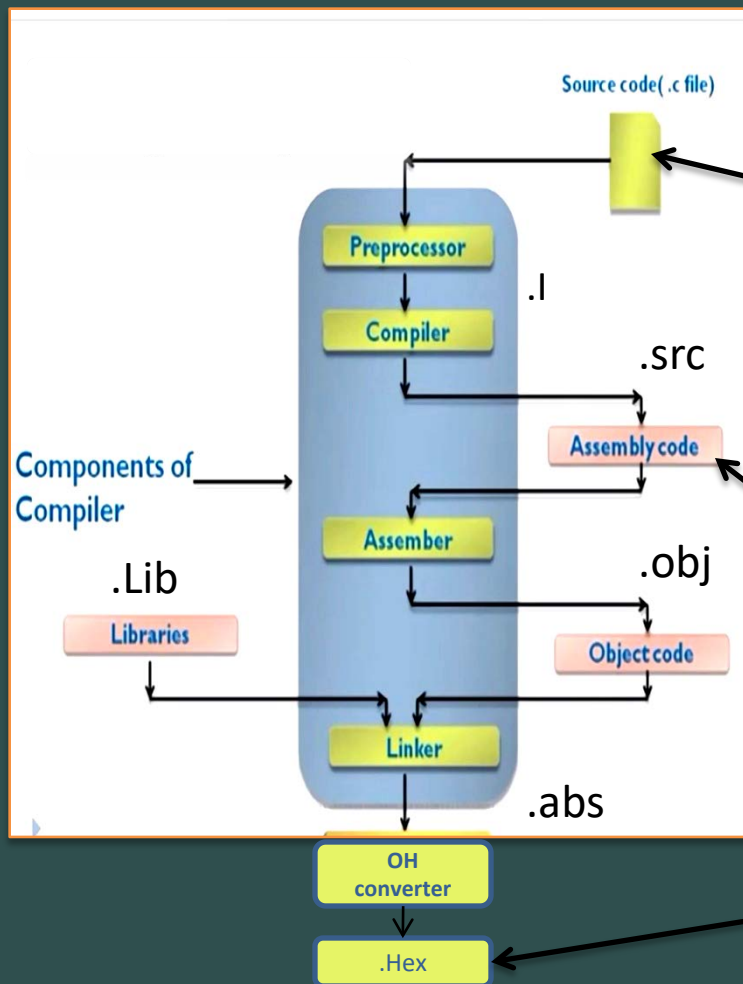 Source code( .c file)
Preprocessor
.I
Compiler
.src
Assembly code
Components of
Compiler
Assember
.Lib
.obj
Libraries
Object code
Linker
.abs
OH
converter
.Hex